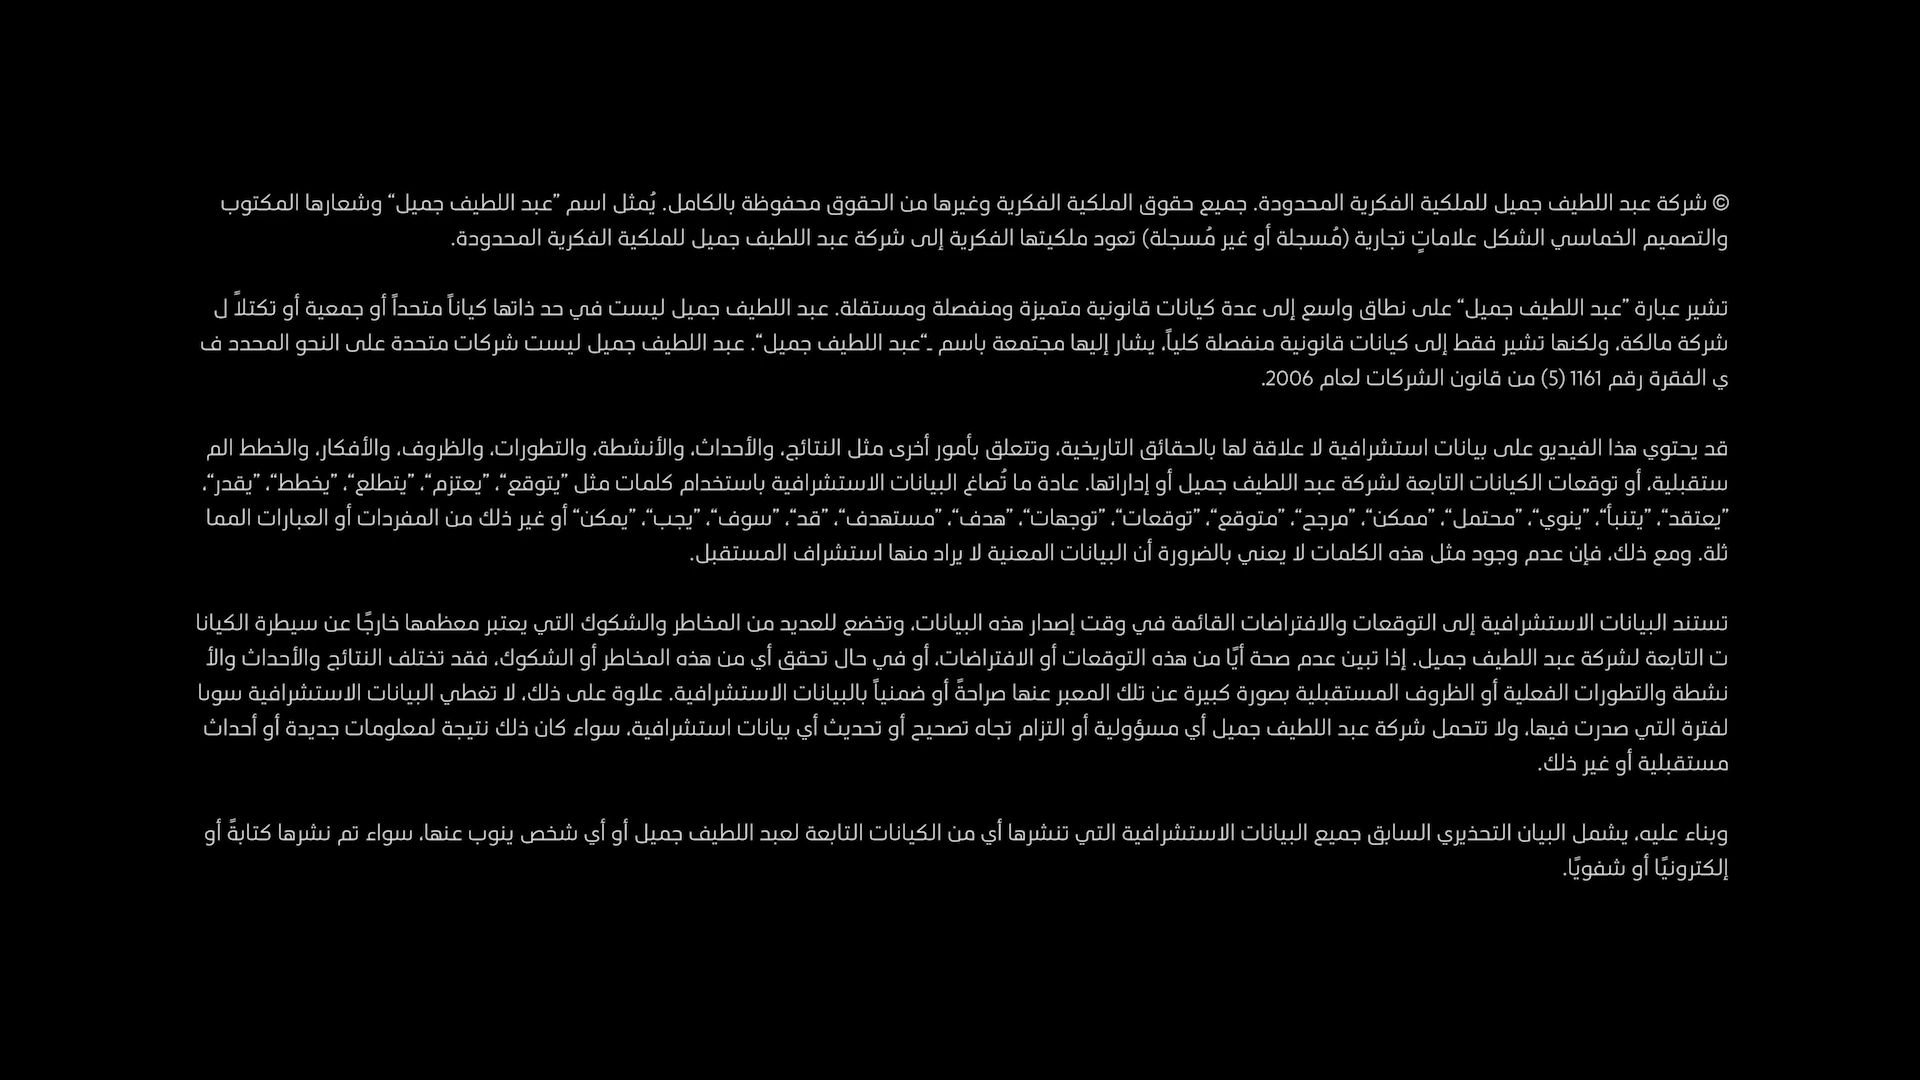 © شركة عبد اللطيف جميل للملكية الفكرية المحدودة. جميع حقوق الملكية الفكرية وغيرها من الحقوق محفوظة بالكامل. يُمثل اسم ”عبد اللطيف جميل“ وشعارها المكتوب
والتصميم الخماسي الشكل علاماتٍ تجارية (مُسجلة أو غير مُسجلة) تعود ملكيتها الفكرية إلى شركة عبد اللطيف جميل للملكية الفكرية المحدودة.
تشير عبارة ”عبد اللطيف جميل“ على نطاق واسع إلى عدة كيانات قانونية متميزة ومنفصلة ومستقلة. عبد اللطيف جميل ليست في حد ذاتها كياناً متحداً أو جمعية أو تكتلاً ل
شركة مالكة، ولكنها تشير فقط إلى كيانات قانونية منفصلة كلياً، يشار إليها مجتمعة باسم ـ“عبد اللطيف جميل“. عبد اللطيف جميل ليست شركات متحدة على النحو المحدد ف
ي الفقرة رقم 1161 (5) من قانون الشركات لعام 2006.
قد يحتوي هذا الفيديو على بيانات استشرافية لا علاقة لها بالحقائق التاريخية، وتتعلق بأمور أخرى مثل النتائج، والأحداث، والأنشطة، والتطورات، والظروف، والأفكار، والخطط الم
ستقبلية، أو توقعات الكيانات التابعة لشركة عبد اللطيف جميل أو إداراتها. عادة ما تُصاغ البيانات الاستشرافية باستخدام كلمات مثل ”يتوقع“، ”يعتزم“، ”يتطلع“، ”يخطط“، ”يقدر“،
”يعتقد“، ”يتنبأ“، ”ينوي“، ”محتمل“، ”ممكن“، ”مرجح“، ”متوقع“، ”توقعات“، ”توجهات“، ”هدف“، ”مستهدف“، ”قد“، ”سوف“، ”يجب“، ”يمكن“ أو غير ذلك من المفردات أو العبارات المما
ثلة. ومع ذلك، فإن عدم وجود مثل هذه الكلمات لا يعني بالضرورة أن البيانات المعنية لا يراد منها استشراف المستقبل.
تستند البيانات الاستشرافية إلى التوقعات والافتراضات القائمة في وقت إصدار هذه البيانات، وتخضع للعديد من المخاطر والشكوك التي يعتبر معظمها خارجًا عن سيطرة الكيانا
ت التابعة لشركة عبد اللطيف جميل. إذا تبين عدم صحة أيًا من هذه التوقعات أو الافتراضات، أو في حال تحقق أي من هذه المخاطر أو الشكوك، فقد تختلف النتائج والأحداث والأ
نشطة والتطورات الفعلية أو الظروف المستقبلية بصورة كبيرة عن تلك المعبر عنها صراحةً أو ضمنياً بالبيانات الاستشرافية. علاوة على ذلك، لا تغطي البيانات الاستشرافية سوىا
لفترة التي صدرت فيها، ولا تتحمل شركة عبد اللطيف جميل أي مسؤولية أو التزام تجاه تصحيح أو تحديث أي بيانات استشرافية، سواء كان ذلك نتيجة لمعلومات جديدة أو أحداث
مستقبلية أو غير ذلك.
وبناء عليه، يشمل البيان التحذيري السابق جميع البيانات الاستشرافية التي تنشرها أي من الكيانات التابعة لعبد اللطيف جميل أو أي شخص ينوب عنها، سواء تم نشرها كتابةً أو
إلكترونيًا أو شفويًا.